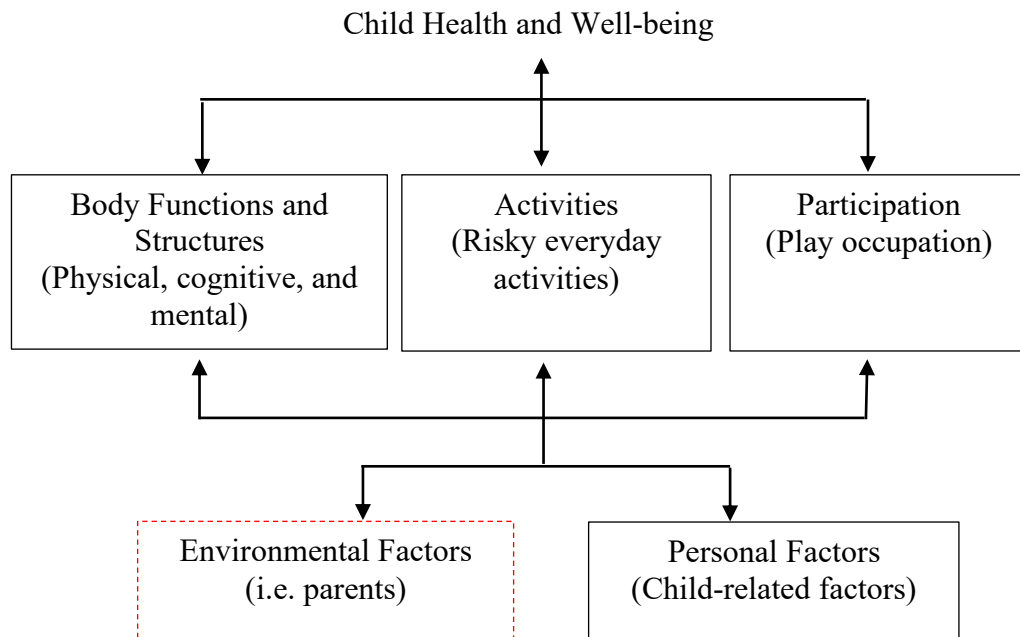 Child Health and Well-being
Body Functions and
Structures
(Physical, cognitive, and
mental)
Activities
(Risky everyday
activities)
Participation
(Play occupation)
Environmental Factors
(i.e. parents)
Personal Factors
(Child-related factors)